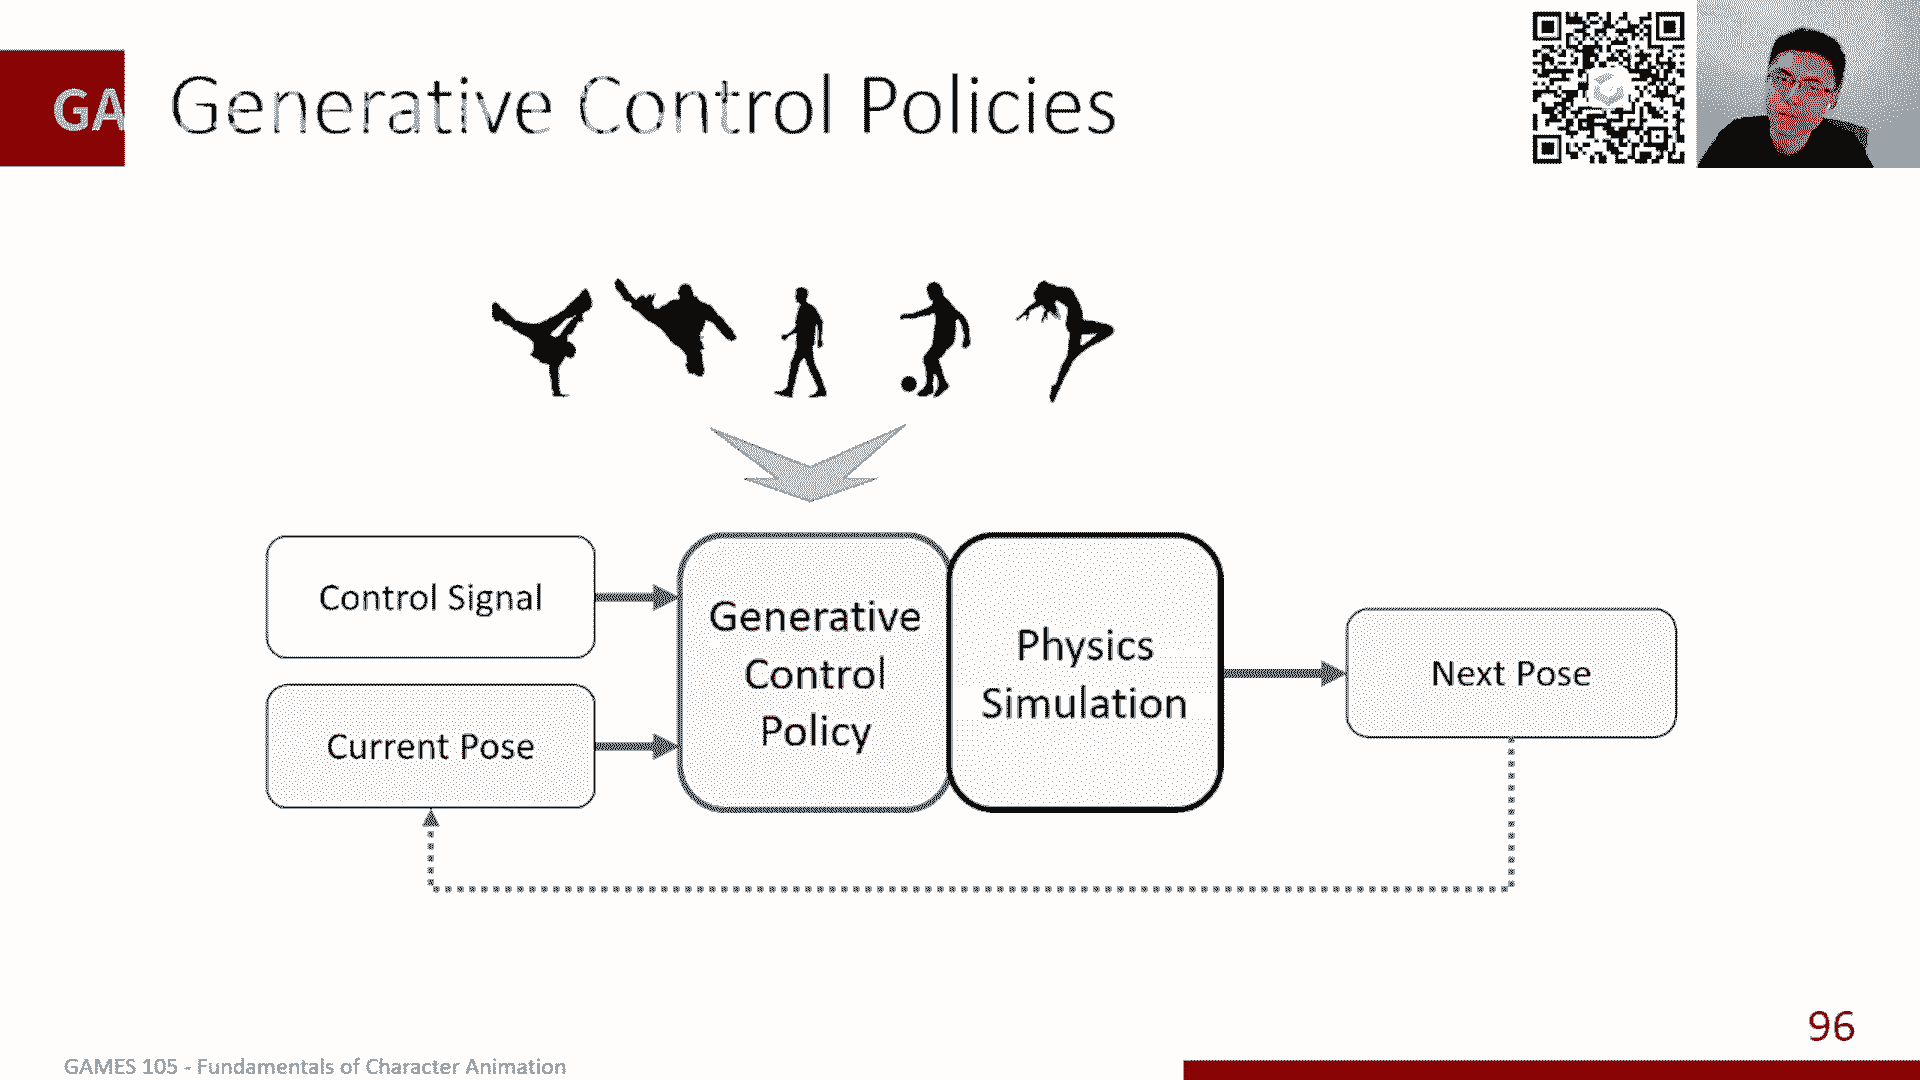 GA
Generative Control Policies
Control Signal
Current Pose
Generative
Control
Policy
Physics
Simulation
Next Pose
96
GAMES 105 - Fundamentals of Character Animation